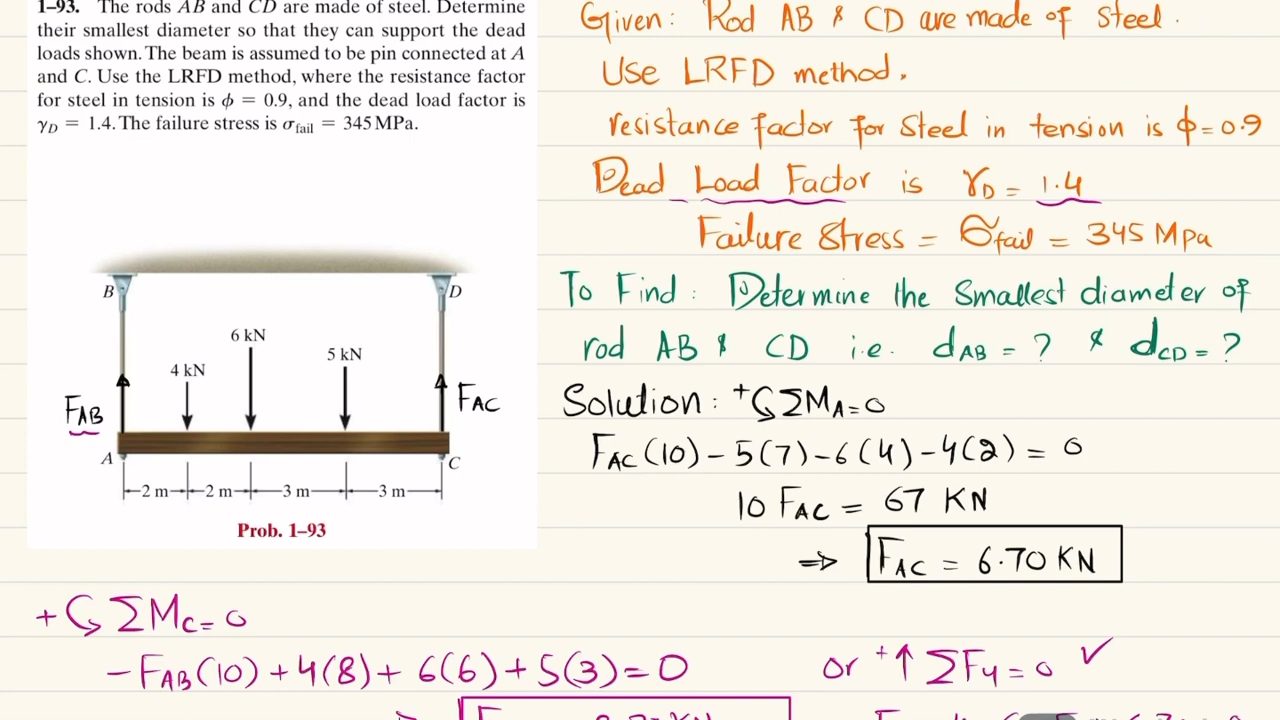 1–93. The rods AB and CD are made of steel. Determine
their smallest diameter so that they can support the dead
loads shown. The beam is assumed to be pin connected at A
and C. Use the LRFD method, where the resistance factor
for steel in tension is ϕ = 0.9, and the dead load factor is
γD = 1.4. The failure stress is σfail = 345 MPa.
B
D
6 kN
5 kN
4 kN
FAB
FAC
A
C
2 m
2 m
3 m
3 m
Prob. 1–93
Given: Rod AB & CD are made of steel.
Use LRFD method.
resistance factor for steel in tension is ϕ = 0.9
Dead Load Factor is γD = 1.4
Failure Stress = σfail = 345 MPa
To Find: Determine the smallest diameter of
rod AB & CD i.e. dAB = ? & dCD = ?
Solution: +↺ ΣMA = 0
FAC (10) – 5(7) – 6(4) – 4(2) = 0
10 FAC = 67 KN
⇒ FAC = 6.70 KN
+↺ ΣMC = 0
– FAB (10) + 4(8) + 6(6) + 5(3) = 0
or +↑ ΣFy = 0 ✓